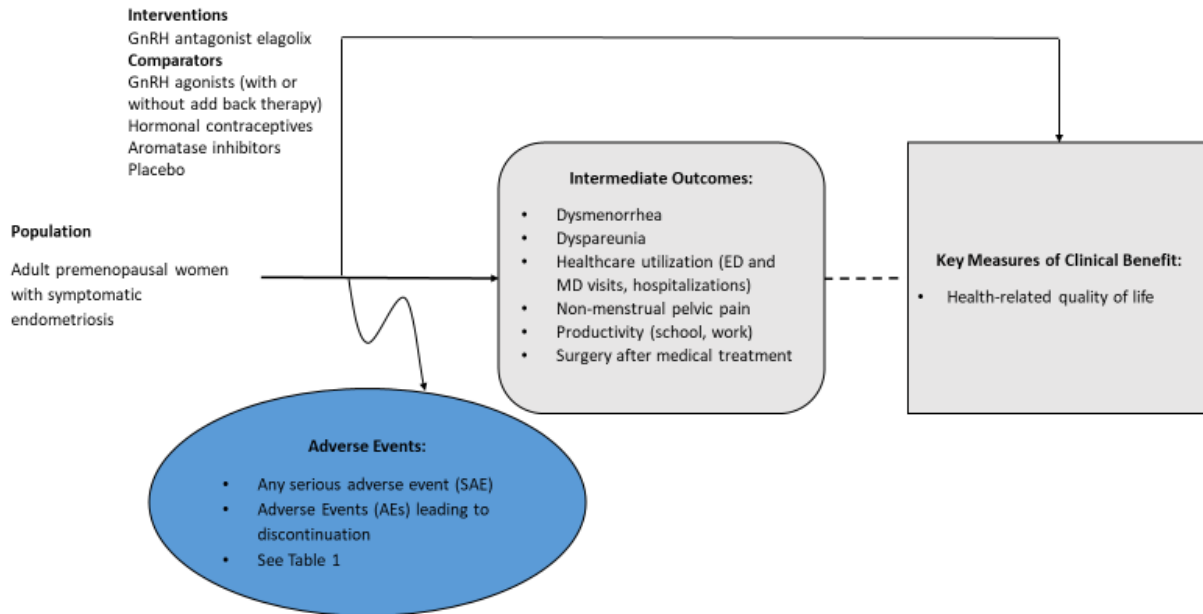 Interventions
GnRH antagonist elagolix
Comparators
GnRH agonists (with or
without add back therapy)
Hormonal contraceptives
Aromatase inhibitors
Placebo
Population
Adult premenopausal women
with symptomatic
endometriosis
Intermediate Outcomes:
• Dysmenorrhea
• Dyspareunia
• Healthcare utilization (ED and
MD visits, hospitalizations)
• Non-menstrual pelvic pain
• Productivity (school, work)
• Surgery after medical treatment
Key Measures of Clinical Benefit:
• Health-related quality of life
Adverse Events:
• Any serious adverse event (SAE)
• Adverse Events (AEs) leading to
discontinuation
• See Table 1